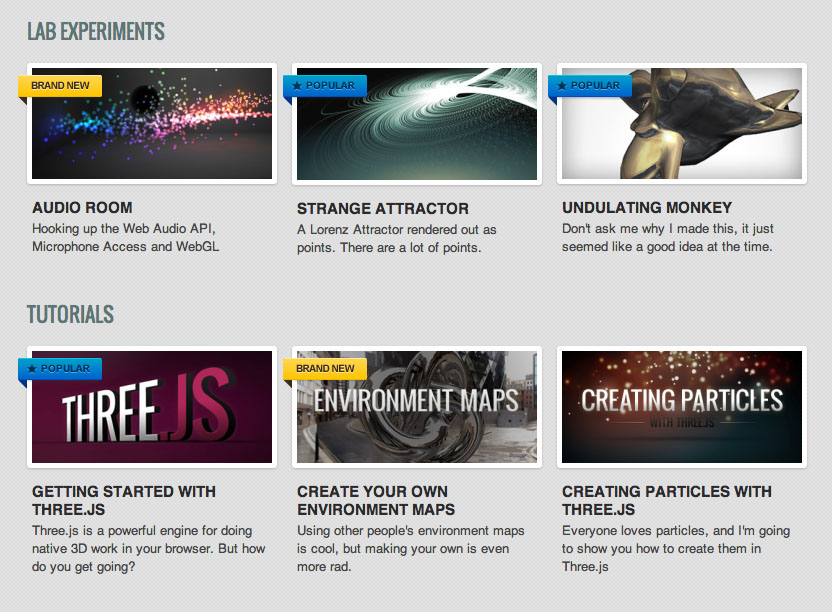 LAB EXPERIMENTS
BRAND NEW
★ POPULAR
★ POPULAR
AUDIO ROOM
Hooking up the Web Audio API,
Microphone Access and WebGL
STRANGE ATTRACTOR
A Lorenz Attractor rendered out as
points. There are a lot of points.
UNDULATING MONKEY
Don't ask me why I made this, it just
seemed like a good idea at the time.
TUTORIALS
★ POPULAR
THREE.JS
BRAND NEW
ENVIRONMENT MAPS
CREATING PARTICLES
WITH THREE.JS
GETTING STARTED WITH
THREE.JS
Three.js is a powerful engine for doing
native 3D work in your browser. But how
do you get going?
CREATE YOUR OWN
ENVIRONMENT MAPS
Using other people's environment maps
is cool, but making your own is even
more rad.
CREATING PARTICLES WITH
THREE.JS
Everyone loves particles, and I'm going
to show you how to create them in
Three.js